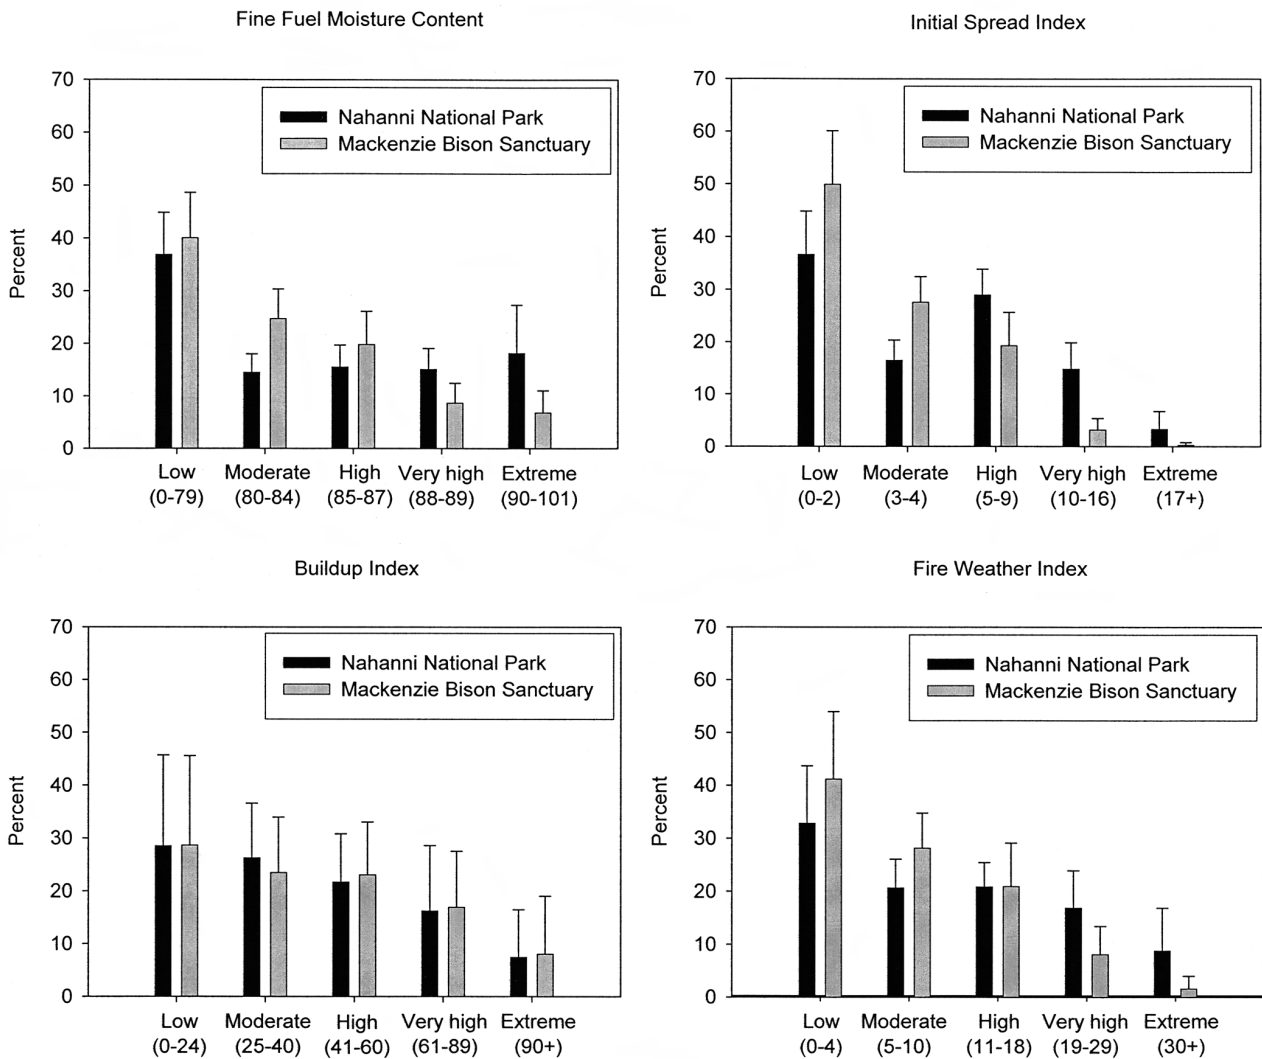 Fine Fuel Moisture Content
70
60
50
40
30
20
10
0
Percent
Nahanni National Park
Mackenzie Bison Sanctuary
Low Moderate High Very high Extreme
(0-79) (80-84) (85-87) (88-89) (90-101)
Initial Spread Index
70
60
50
40
30
20
10
0
Percent
Nahanni National Park
Mackenzie Bison Sanctuary
Low Moderate High Very high Extreme
(0-2) (3-4) (5-9) (10-16) (17+)
Buildup Index
70
60
50
40
30
20
10
0
Percent
Nahanni National Park
Mackenzie Bison Sanctuary
Low Moderate High Very high Extreme
(0-24) (25-40) (41-60) (61-89) (90+)
Fire Weather Index
70
60
50
40
30
20
10
0
Percent
Nahanni National Park
Mackenzie Bison Sanctuary
Low Moderate High Very high Extreme
(0-4) (5-10) (11-18) (19-29) (30+)